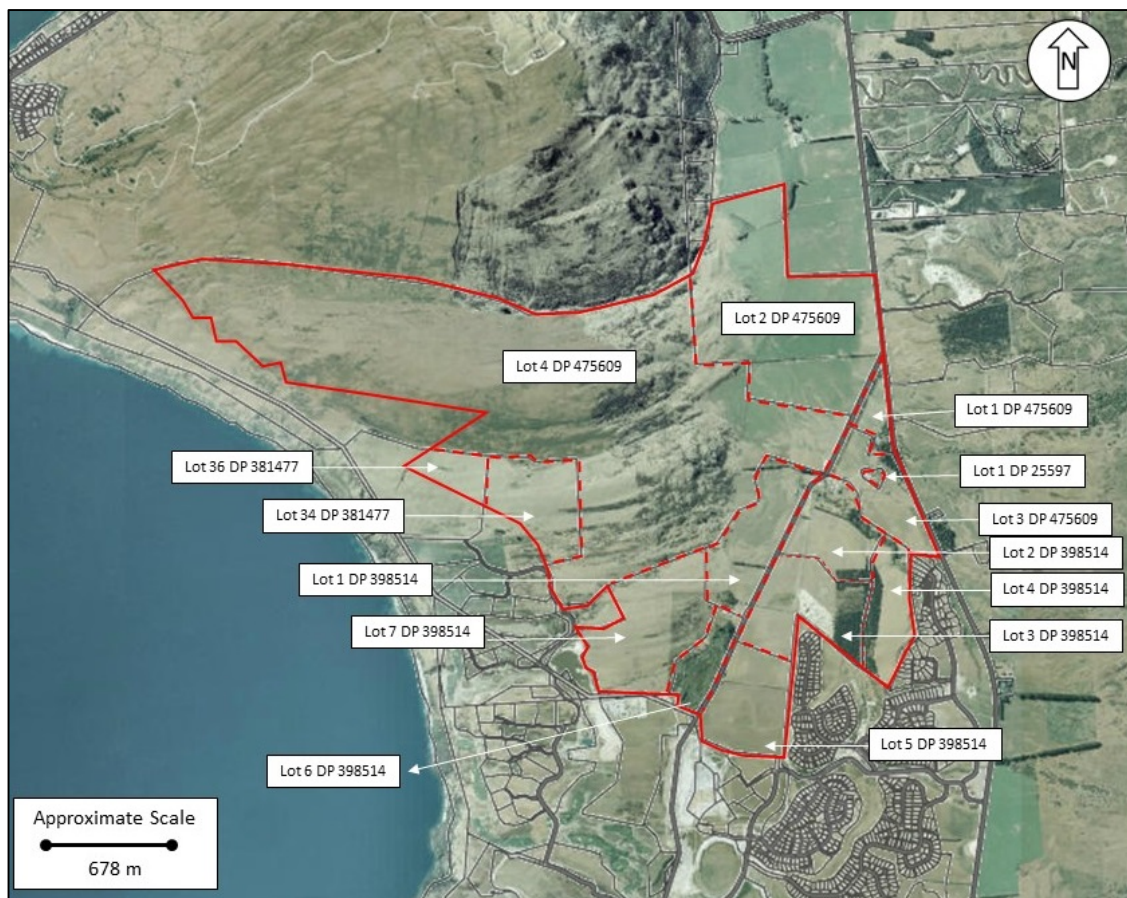 N
Lot 2 DP 475609
Lot 4 DP 475609
Lot 1 DP 475609
Lot 36 DP 381477
Lot 1 DP 25597
Lot 34 DP 381477
Lot 3 DP 475609
Lot 2 DP 398514
Lot 1 DP 398514
Lot 4 DP 398514
Lot 7 DP 398514
Lot 3 DP 398514
Lot 5 DP 398514
Lot 6 DP 398514
Approximate Scale
678 m